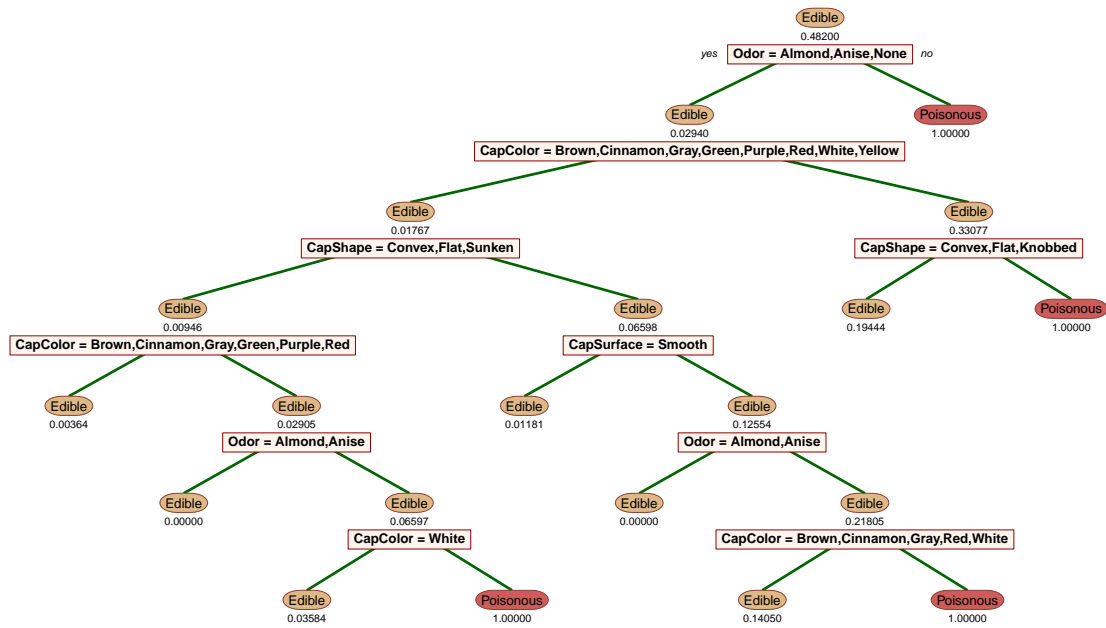 Edible
0.48200
yes Odor = Almond,Anise,None no
Edible Poisonous
0.02940 1.00000
CapColor = Brown,Cinnamon,Gray,Green,Purple,Red,White,Yellow
Edible Edible
0.01767 0.33077
CapShape = Convex,Flat,Sunken CapShape = Convex,Flat,Knobbed
Edible Edible Edible Poisonous
0.00946 0.06598 0.19444 1.00000
CapColor = Brown,Cinnamon,Gray,Green,Purple,Red CapSurface = Smooth
Edible Edible Edible Edible
0.00364 0.02905 0.01181 0.12554
Odor = Almond,Anise Odor = Almond,Anise
Edible Edible Edible Edible
0.00000 0.06597 0.00000 0.21805
CapColor = White CapColor = Brown,Cinnamon,Gray,Red,White
Edible Poisonous Edible Poisonous
0.03584 1.00000 0.14050 1.00000